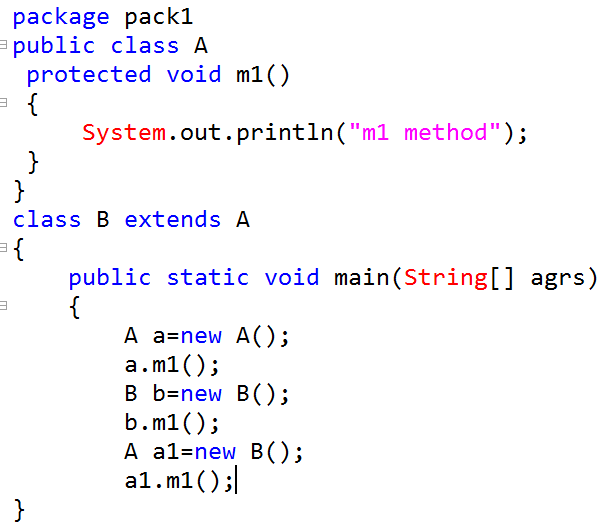 package pack1
public class A
protected void m1()
{
System.out.println("m1 method");
}
}
class B extends A
{
public static void main(String[] agrs)
{
A a=new A();
a.m1();
B b=new B();
b.m1();
A a1=new B();
a1.m1();
}